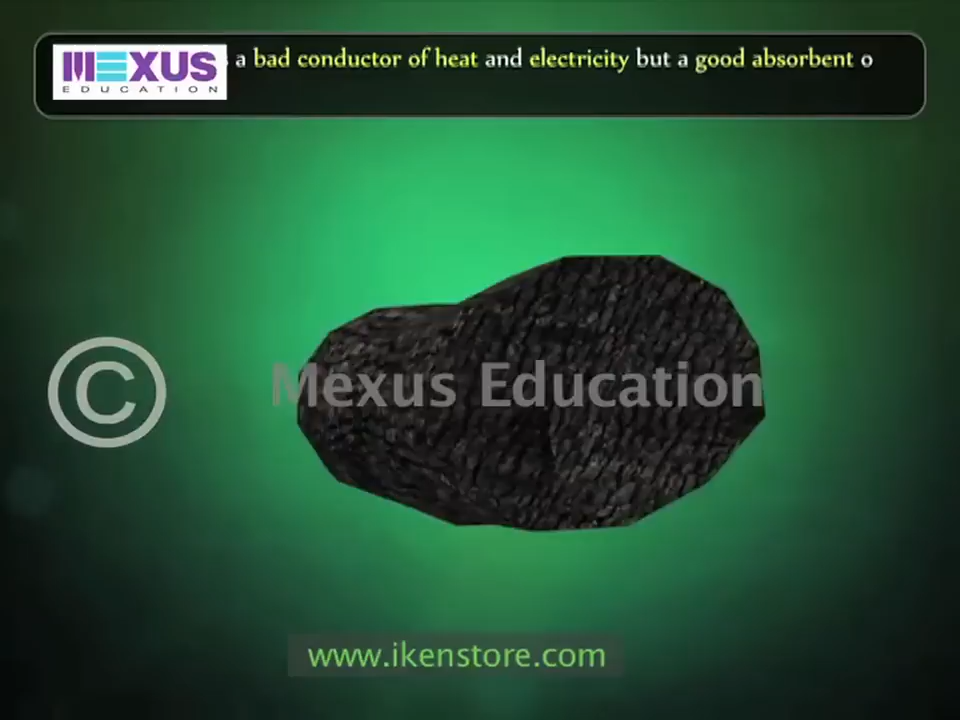 MEXUS
EDUCATION
a bad conductor of heat and electricity but a good absorbent o
©
Mexus Education
www.ikenstore.com